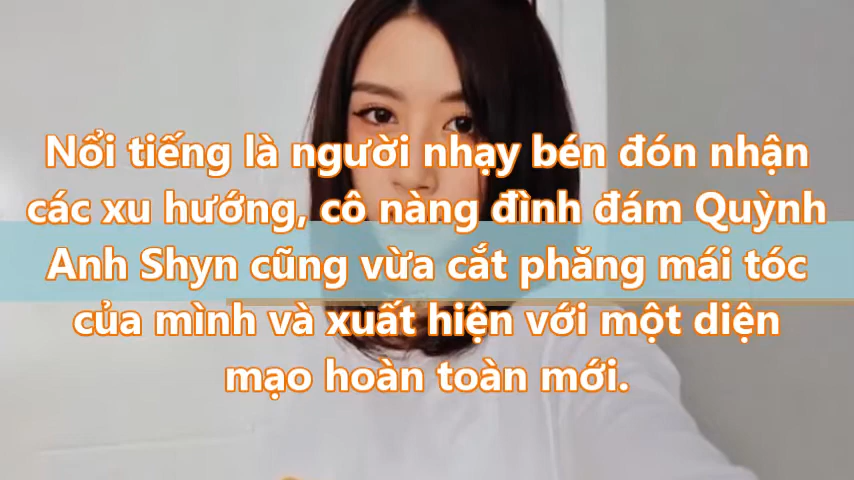 Nổi tiếng là người nhạy bén đón nhận
các xu hướng, cô nàng đình đám Quỳnh
Anh Shyn cũng vừa cắt phăng mái tóc
của mình và xuất hiện với một diện
mạo hoàn toàn mới.